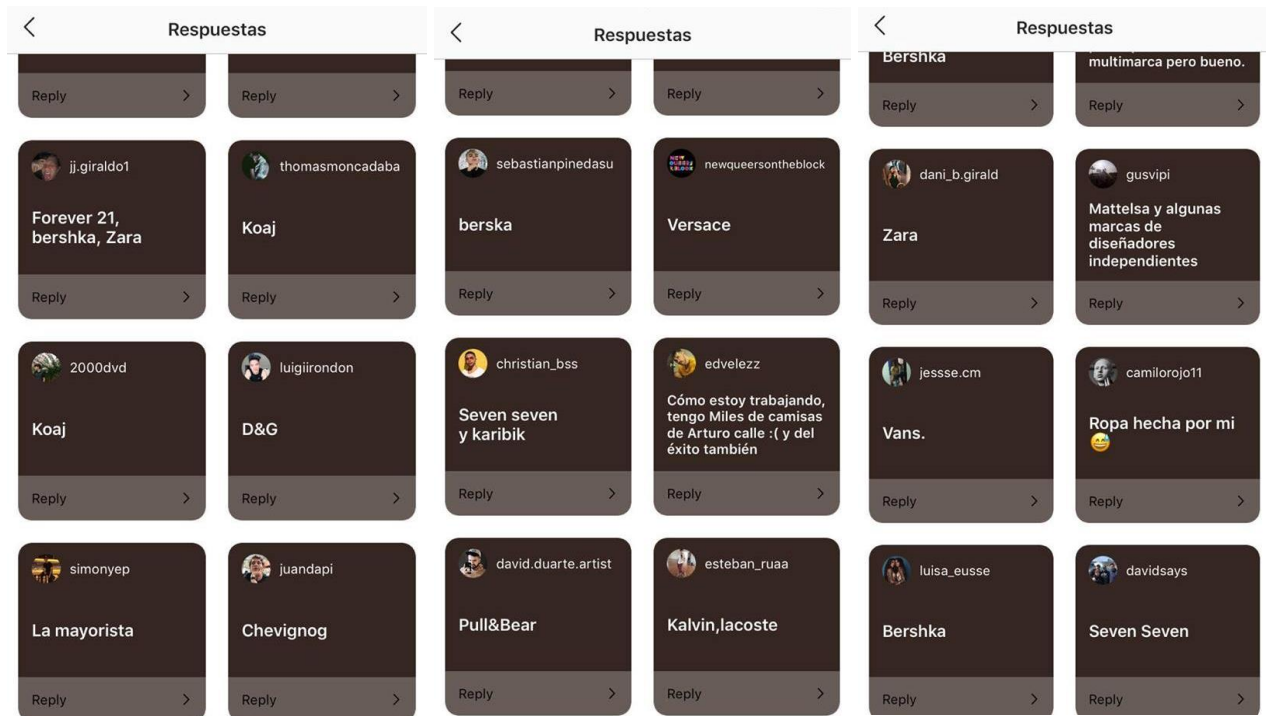 Respuestas
Reply
Reply
jj.giraldo1
Forever 21,
bershka, Zara
Reply
thomasmoncadaba
Koaj
Reply
2000dvd
Koaj
Reply
luigiirondon
D&G
Reply
simonyep
La mayorista
Reply
juandapi
Chevignog
Reply
Respuestas
Reply
Reply
sebastianpinedasu
berska
Reply
NEW
QUEERS
newqueersontheblock
Versace
Reply
christian_bss
Seven seven
y karibik
Reply
edvelezz
Cómo estoy trabajando,
tengo Miles de camisas
de Arturo calle :( y del
éxito también
Reply
david.duarte.artist
Pull&Bear
Reply
esteban_ruaa
Kalvin,lacoste
Reply
Respuestas
Bershka
Reply
multimarca pero bueno.
Reply
dani_b.girald
Zara
Reply
gusvipi
Mattelsa y algunas
marcas de
diseñadores
independientes
Reply
jessse.cm
Vans.
Reply
camilorojo11
Ropa hecha por mi
😅
Reply
luisa_eusse
Bershka
Reply
davidsays
Seven Seven
Reply